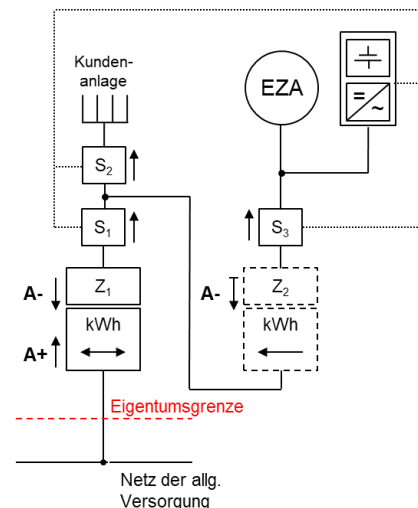 Kunden-
anlage
EZA
=
~
S2
S1
S3
A-
Z1
A-
Z2
A+
kWh
kWh
Eigentumsgrenze
Netz der allg.
Versorgung